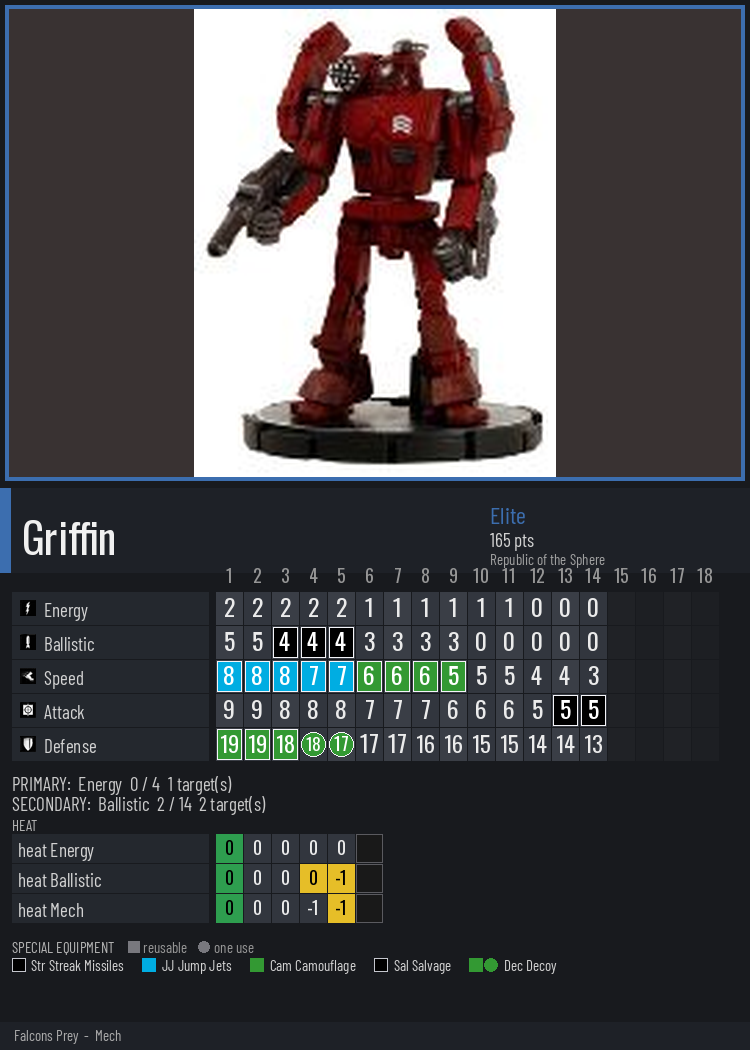 Griffin
Elite
165 pts
Republic of the Sphere
1 2 3 4 5 6 7 8 9 10 11 12 13 14 15 16 17 18
Energy 2 2 2 2 2 1 1 1 1 1 1 0 0 0
Ballistic 5 5 4 4 4 3 3 3 3 0 0 0 0 0
Speed 8 8 8 7 7 6 6 6 5 5 5 4 4 3
Attack 9 9 8 8 8 7 7 7 6 6 6 5 5 5
Defense 19 19 18 18 17 17 17 16 16 15 15 14 14 13
PRIMARY: Energy 0 / 4 1 target(s)
SECONDARY: Ballistic 2 / 14 2 target(s)
HEAT
heat Energy 0 0 0 0 0
heat Ballistic 0 0 0 0 -1
heat Mech 0 0 0 -1 -1
SPECIAL EQUIPMENT reusable one use
Str Streak Missiles JJ Jump Jets Cam Camouflage Sal Salvage Dec Decoy
Falcons Prey - Mech